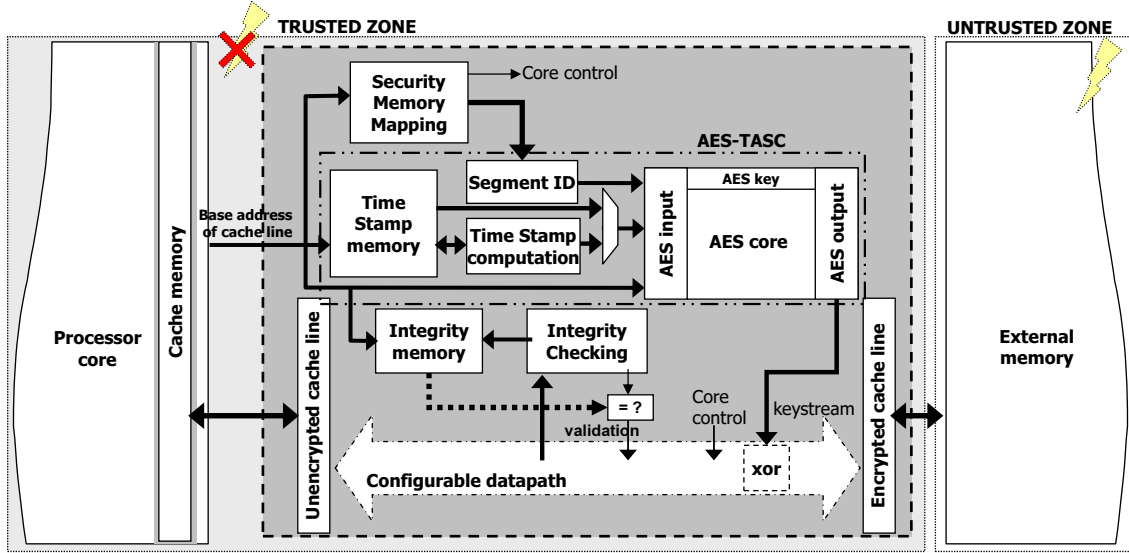 TRUSTED ZONE
UNTRUSTED ZONE
Security
Memory
Mapping
Core control
AES-TASC
Segment ID
Time
Stamp
memory
Time Stamp
computation
AES input
AES key
AES core
AES output
Base address
of cache line
Processor
core
Cache memory
Unencrypted cache line
Integrity
memory
Integrity
Checking
= ?
validation
Core
control
keystream
xor
Configurable datapath
Encrypted cache line
External
memory